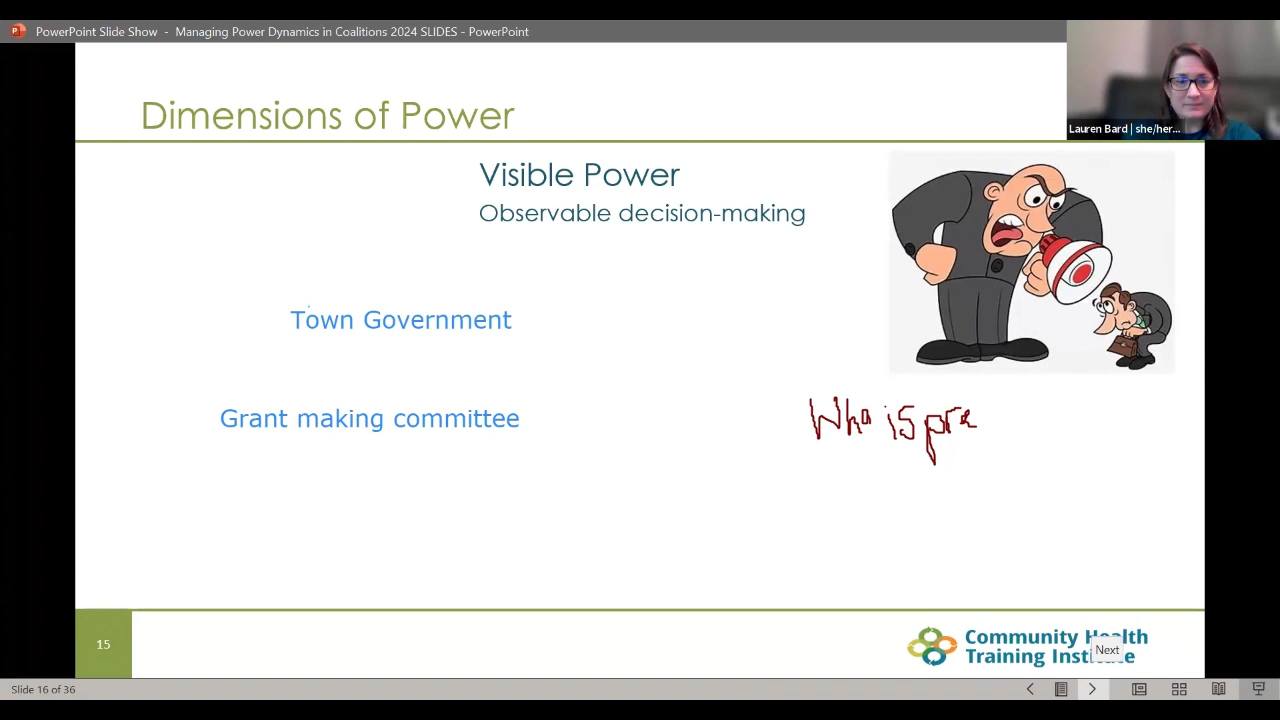 PowerPoint Slide Show - Managing Power Dynamics in Coalitions 2024 SLIDES - PowerPoint
Lauren Bard | she/her...
Dimensions of Power
Visible Power
Observable decision-making
Town Government
Grant making committee
Who is pre
15
Community Health
Training Institute
Next
Slide 16 of 36